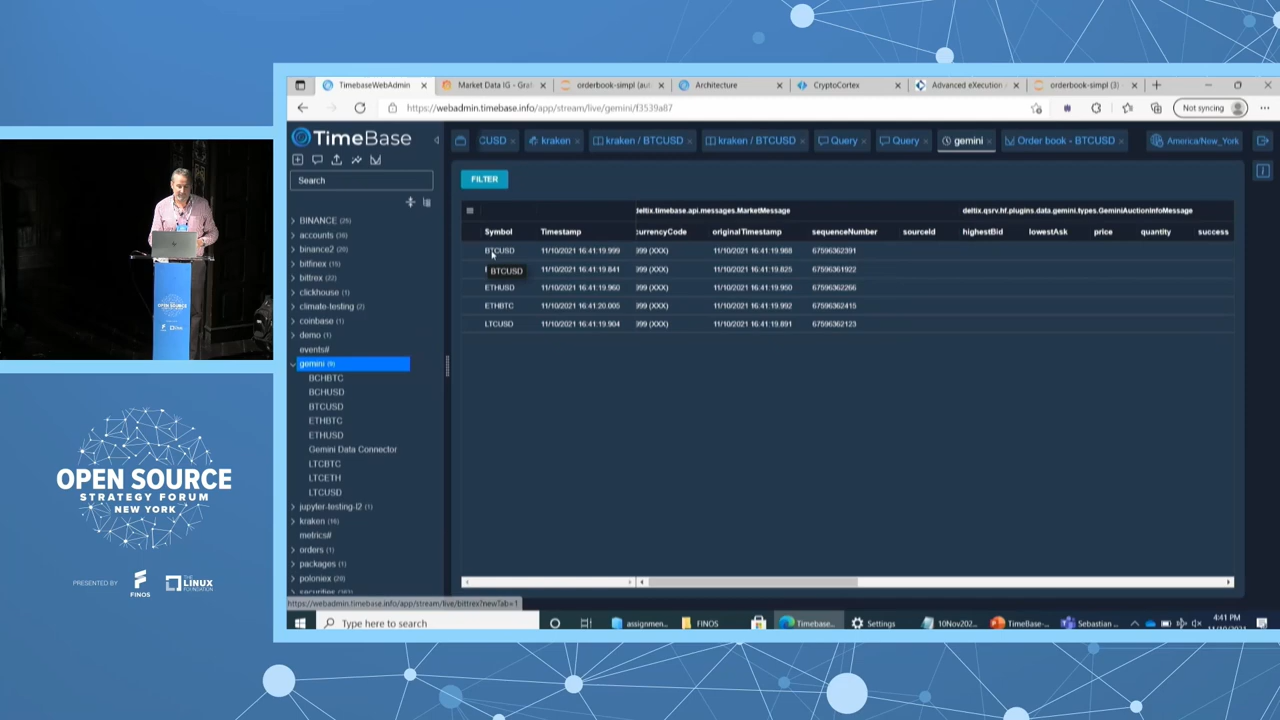 TimebaseWebAdmin
Market Data IG - Gra
orderbook-simpl (au
Architecture
CryptoCortex
Advanced eXecution
orderbook-simpl (3)
https://webadmin.timebase.info/app/stream/live/gemini/f3539a87
Not syncing
TimeBase
CUSD
kraken
kraken / BTCUSD
kraken / BTCUSD
Query
Query
gemini
Order book - BTCUSD
America/New_York
Search
FILTER
BINANCE (25)
accounts (38)
binance2 (28)
bitfinex (15)
bittrex (22)
clickhouse (1)
climate-testing (2)
coinbase (1)
demo (1)
events#
gemini (9)
BCHBTC
BCHUSD
BTCUSD
ETHBTC
ETHUSD
Gemini Data Connector
LTCBTC
LTCETH
LTCUSD
jupyter-testing-l2 (1)
kraken (16)
metrics#
orders (1)
packages (1)
poloniex (28)
deltix.timebase.api.messages.MarketMessage
deltix.qsrv.hf.plugins.data.gemini.types.GeminiAuctionInfoMessage
Symbol Timestamp currencyCode originalTimestamp sequenceNumber sourceId highestBid lowestAsk price quantity success
BTCUSD 11/10/2021 16:41:19.999 999 (XXX) 11/10/2021 16:41:19.988 67596362391
BTCUSD
11/10/2021 16:41:19.841 999 (XXX) 11/10/2021 16:41:19.825 67596361922
ETHUSD 11/10/2021 16:41:19.960 999 (XXX) 11/10/2021 16:41:19.950 67596362266
ETHBTC 11/10/2021 16:41:20.005 999 (XXX) 11/10/2021 16:41:19.992 67596362415
LTCUSD 11/10/2021 16:41:19.904 999 (XXX) 11/10/2021 16:41:19.891 67596362123
https://webadmin.timebase.info/app/stream/live/bittrex?newTab=1
Type here to search
assignmen...
FINOS
Timebase...
Settings
10Nov202...
TimeBase-...
Sebastian ...
4:41 PM
OPEN SOURCE
STRATEGY FORUM
NEW YORK
PRESENTED BY
FINOS
THE LINUX FOUNDATION
OPEN SOURCE